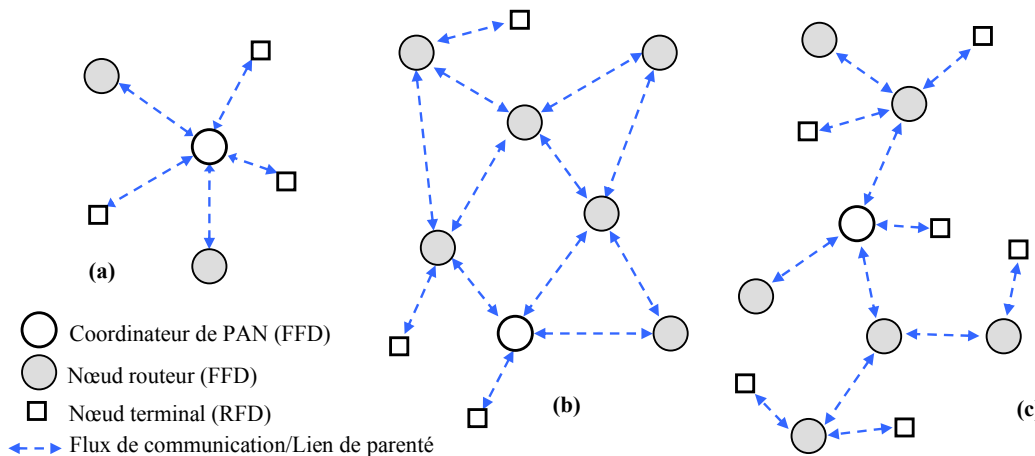 (a)
Coordinateur de PAN (FFD)
Nœud routeur (FFD)
Nœud terminal (RFD)
Flux de communication/Lien de parenté
(b)
(c)